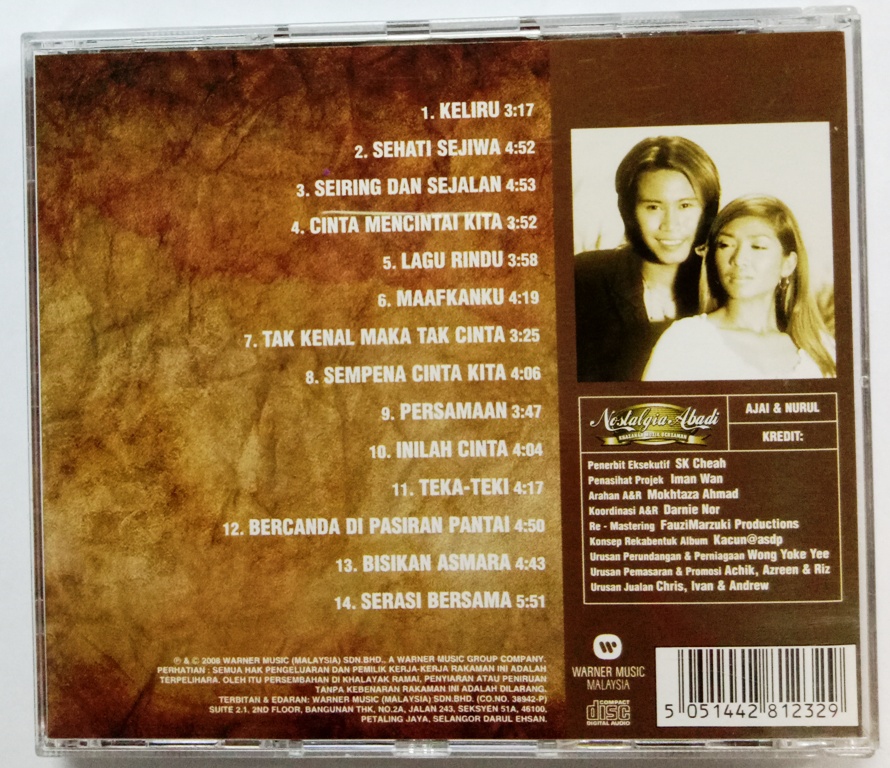 1. KELIRU 3:17
2. SEHATI SEJIWA 4:52
3. SEIRING DAN SEJALAN 4:53
4. CINTA MENCINTAI KITA 3:52
5. LAGU RINDU 3:58
6. MAAFKANKU 4:19
7. TAK KENAL MAKA TAK CINTA 3:25
8. SEMPENA CINTA KITA 4:06
9. PERSAMAAN 3:47
10. INILAH CINTA 4:04
11. TEKA-TEKI 4:17
12. BERCANDA DI PASIRAN PANTAI 4:50
13. BISIKAN ASMARA 4:43
14. SERASI BERSAMA 5:51
℗ & © 2006 WARNER MUSIC (MALAYSIA) SDN.BHD., A WARNER MUSIC GROUP COMPANY.
PERHATIAN : SEMUA HAK PENGELUARAN DAN PEMILIK KERJA-KERJA RAKAMAN INI ADALAH
TERPELIHARA. OLEH ITU PERSEMBAHAN DI KHALAYAK RAMAI, PENYIARAN ATAU PENIRUAN
TANPA KEBENARAN RAKAMAN INI ADALAH DILARANG.
TERBITAN & EDARAN: WARNER MUSIC (MALAYSIA) SDN.BHD. (CO.NO. 38942-P)
SUITE 2.1, 2ND FLOOR, BANGUNAN THK, NO.2A, JALAN 243, SEKSYEN 51A, 46100,
PETALING JAYA, SELANGOR DARUL EHSAN.
Nostalgia Abadi
AJAI & NURUL
KREDIT:
Penerbit Eksekutif SK Cheah
Penasihat Projek Iman Wan
Arahan A&R Mokhtaza Ahmad
Koordinasi A&R Darnie Nor
Re - Mastering FauziMarzuki Productions
Konsep Rekabentuk Album Kacun@asdp
Urusan Perundangan & Perniagaan Wong Yoke Yee
Urusan Pemasaran & Promosi Achik, Azreen & Riz
Urusan Jualan Chris, Ivan & Andrew
WARNER MUSIC
MALAYSIA
COMPACT
disc
DIGITAL AUDIO
5 051442 812329